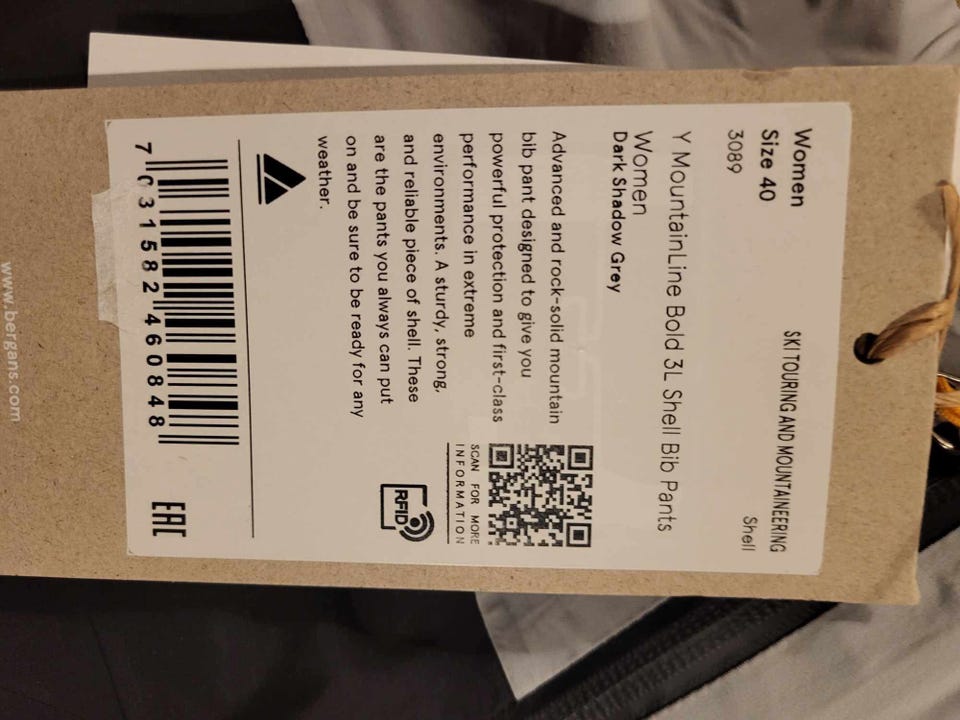 Women
Size 40
3089
SKITOURING AND MOUNTAINEERING
Shell
Y MountainLine Bold 3L Shell Bib Pants
Women
Dark Shadow Grey
Advanced and rock-solid mountain
bib pant designed to give you
powerful protection and first-class
performance in extreme
environments. A sturdy, strong,
and reliable piece of shell. These
are the pants you always can put
on and be sure to be ready for any
weather.
SCAN FOR MORE
INFORMATION
RFID
7 031582 460848
EAC
www.bergans.com